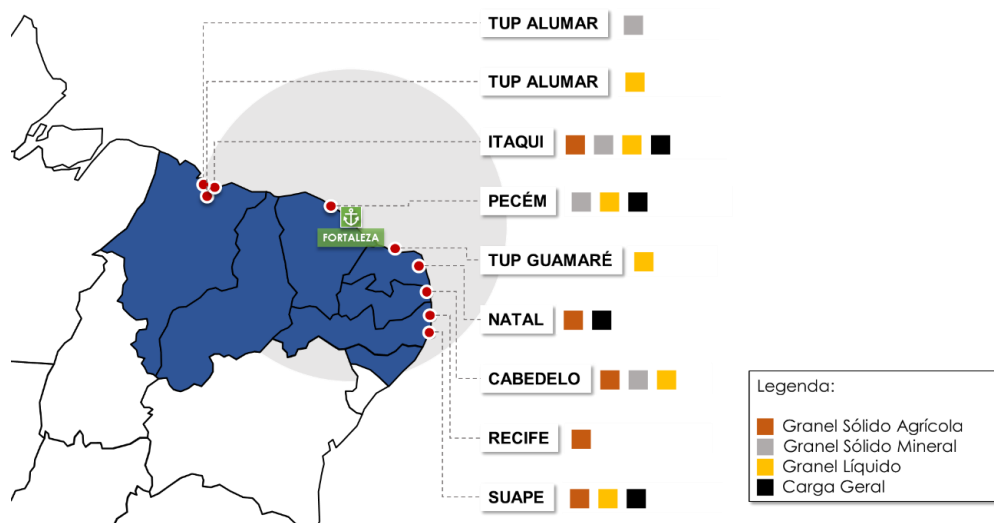 TUP ALUMAR
TUP ALUMAR
ITAQUI
PECÉM
FORTALEZA
TUP GUAMARÉ
NATAL
CABEDELO
RECIFE
SUAPE
Legenda:
Granel Sólido Agrícola
Granel Sólido Mineral
Granel Líquido
Carga Geral